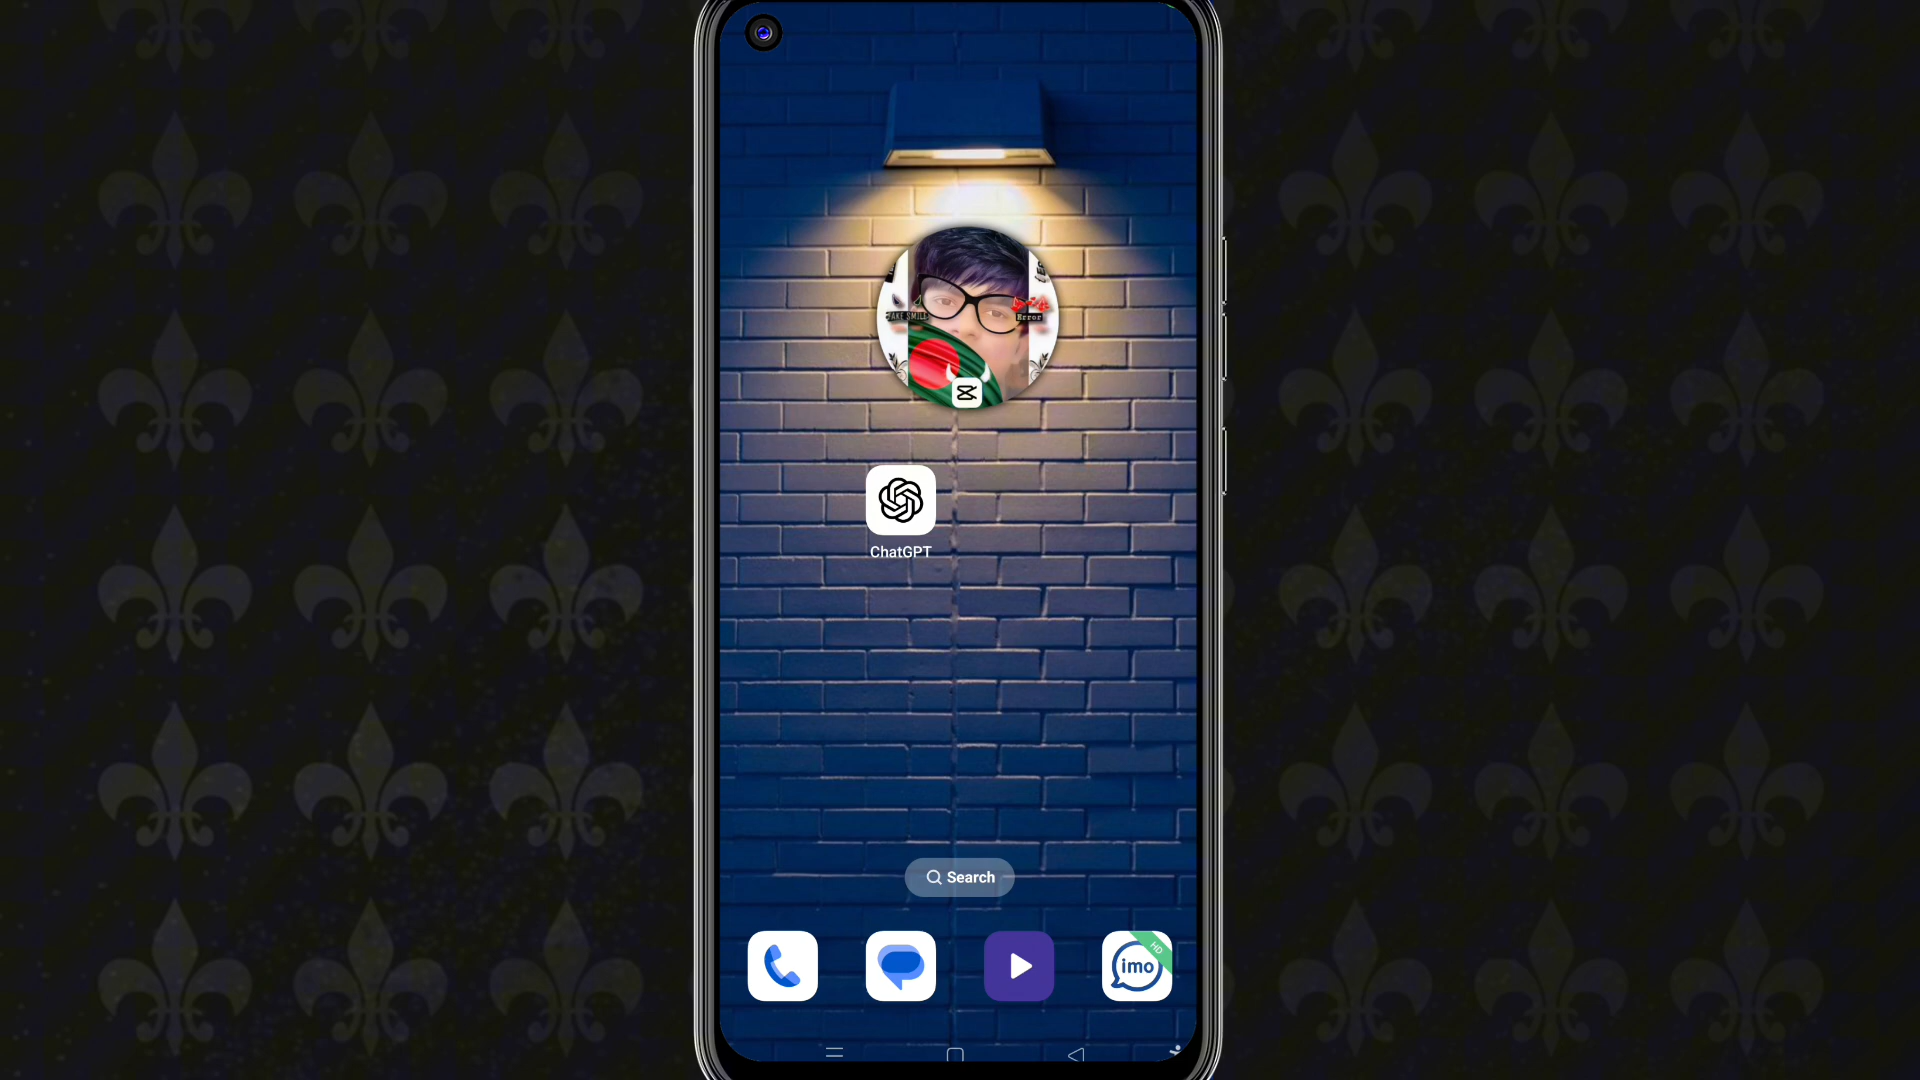 FAKE SMILE
Error
ChatGPT
Search
HD
imo